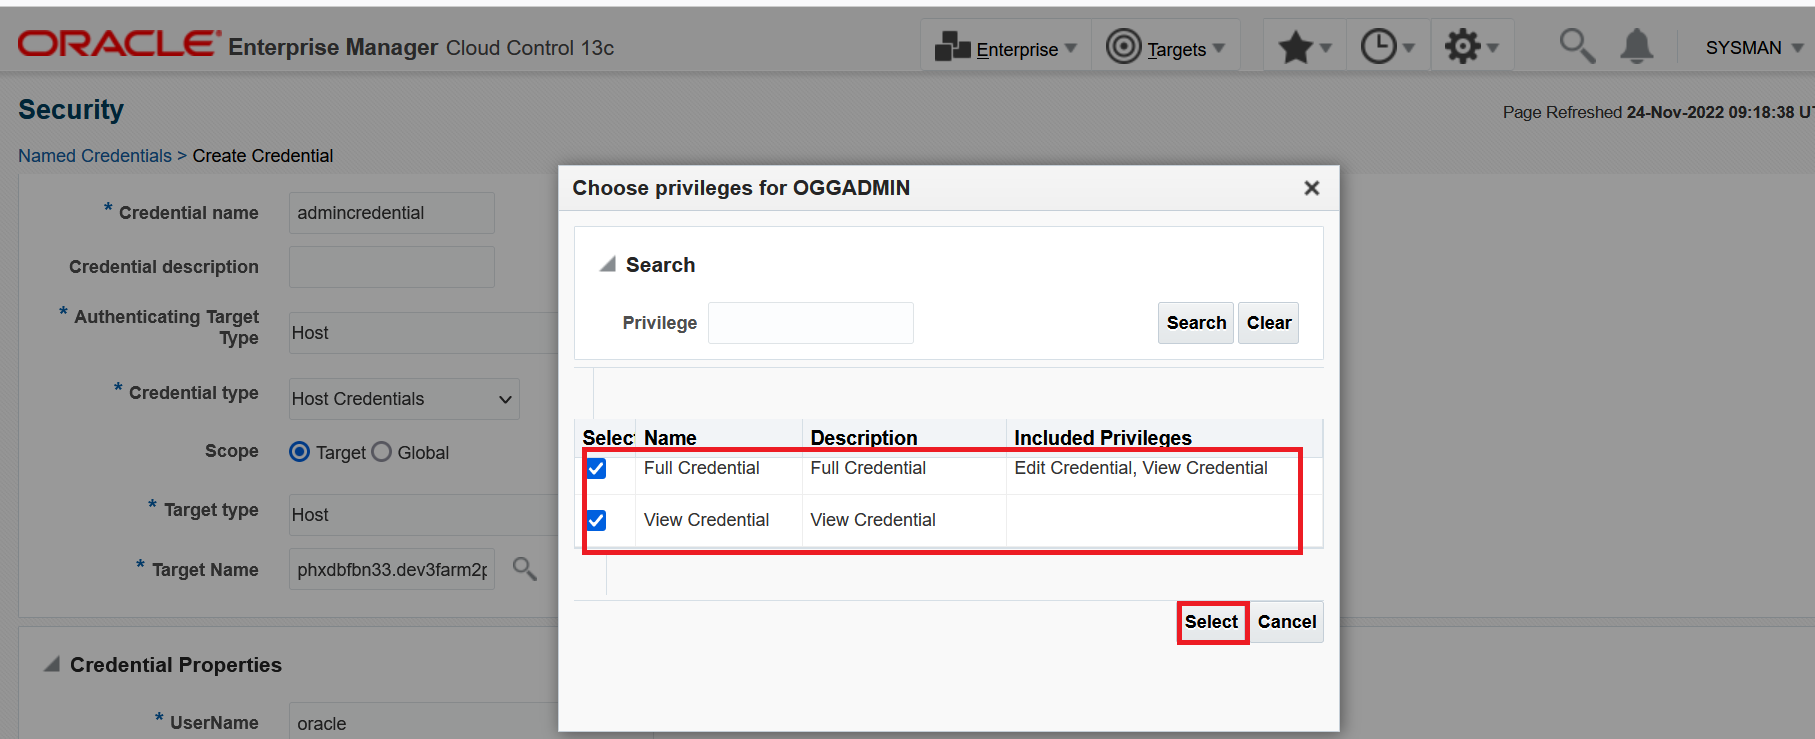 ORACLE Enterprise Manager Cloud Control 13c
Enterprise
Targets
SYSMAN
Security
Page Refreshed 24-Nov-2022 09:18:38
Named Credentials > Create Credential
* Credential name admincredential
Credential description
* Authenticating Target Type Host
* Credential type Host Credentials
Scope Target Global
* Target type Host
* Target Name phxdbfbn33.dev3farm2p
Credential Properties
* UserName oracle
Choose privileges for OGGADMIN
Search
Privilege
Search Clear
Select Name Description Included Privileges
Full Credential Full Credential Edit Credential, View Credential
View Credential View Credential
Select Cancel